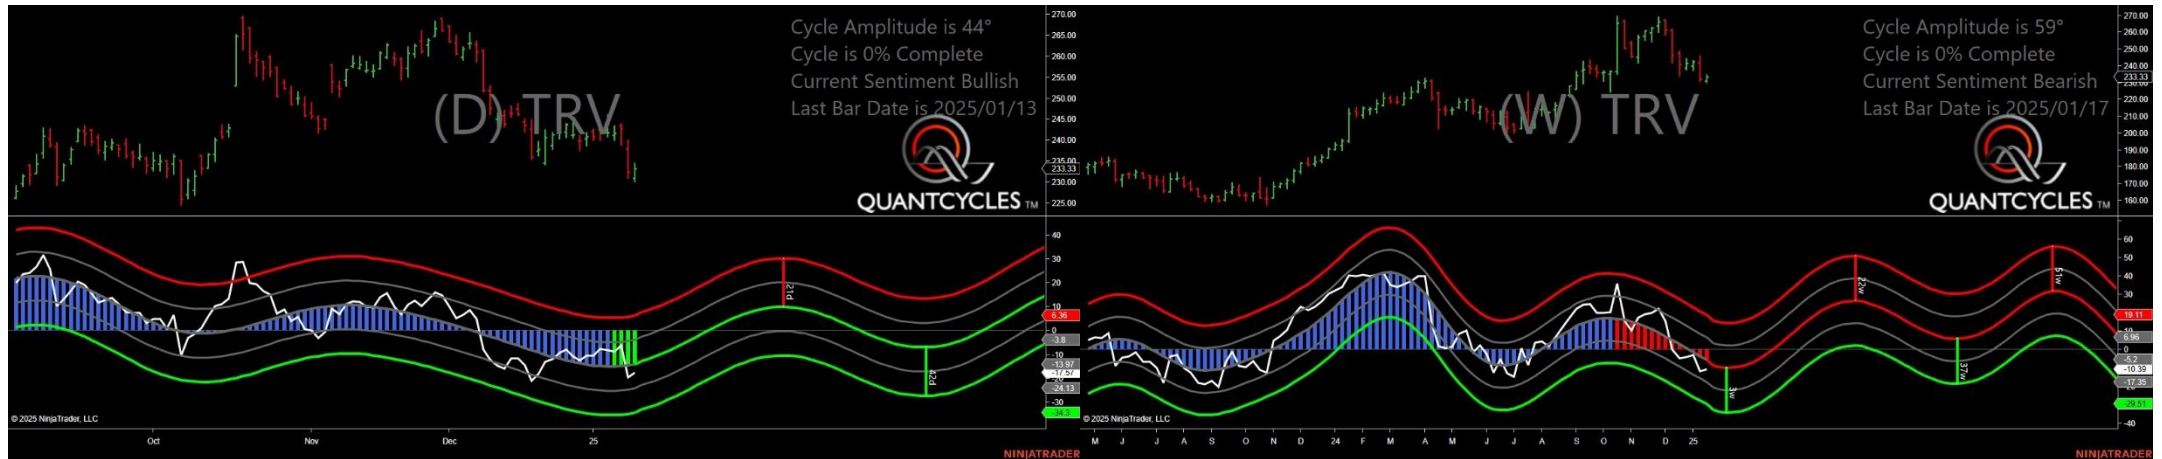 Cycle Amplitude is 44°
Cycle is 0% Complete
Current Sentiment Bullish
Last Bar Date is 2025/01/13
(D) TRV
QUANTCYCLES TM
270.00
265.00
260.00
255.00
250.00
245.00
240.00
235.00
233.33
230.00
225.00
40
30
20
10
6.36
0
-3.8
-10
-13.97
-17.57
-24.13
-30
-34.3
21d
42d
© 2025 NinjaTrader, LLC
Oct Nov Dec 25
NINJATRADER
Cycle Amplitude is 59°
Cycle is 0% Complete
Current Sentiment Bearish
Last Bar Date is 2025/01/17
(W) TRV
QUANTCYCLES TM
270.00
260.00
250.00
240.00
233.33
220.00
210.00
200.00
190.00
180.00
170.00
160.00
60
50
40
30
19.11
6.96
0
-5.2
-10.39
-17.35
-29.51
-40
3w
22w
37w
51w
© 2025 NinjaTrader, LLC
M J J A S O N D 24 F M A M J J A S O N D 25
NINJATRADER